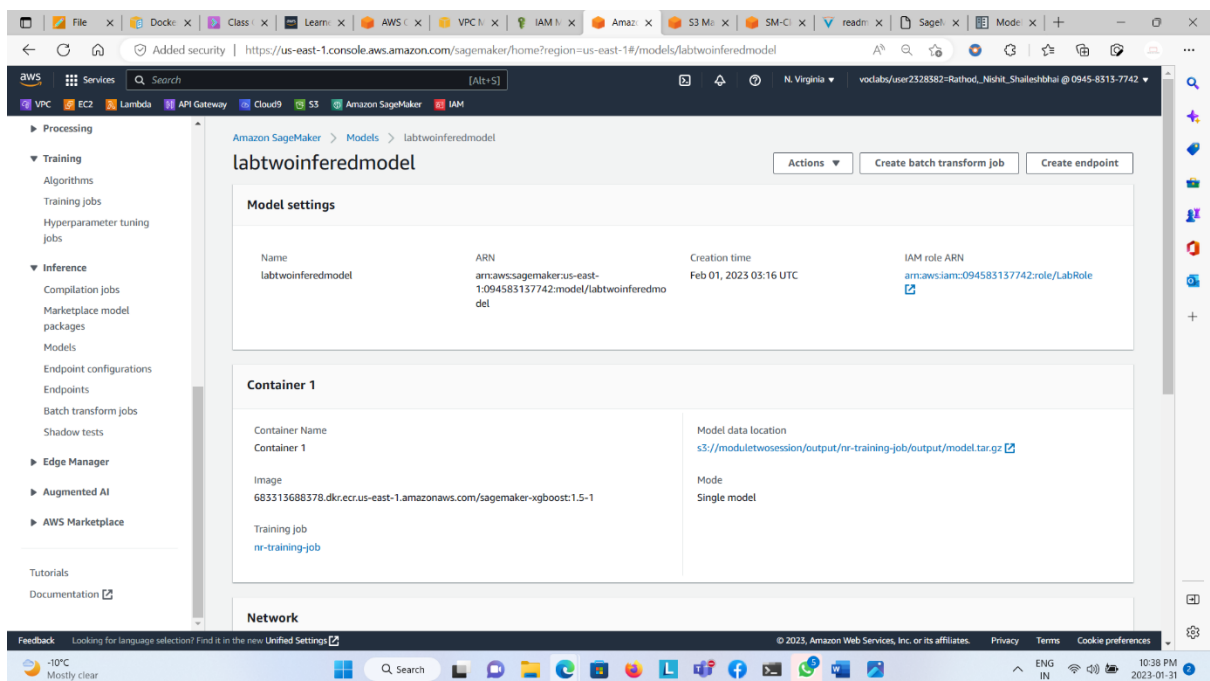 File
Docke
Class
Learne
AWS
VPC
IAM
Amaz
S3 Ma
SM-Cl
readm
Sage
Mode
Added security
https://us-east-1.console.aws.amazon.com/sagemaker/home?region=us-east-1#/models/labtwoinferedmodel
aws
Services
Search
[Alt+S]
N. Virginia
voclabs/user2328382=Rathod,_Nishit_Shaileshbhai @ 0945-8313-7742
VPC
EC2
Lambda
API Gateway
Cloud9
S3
Amazon SageMaker
IAM
Processing
Training
Algorithms
Training jobs
Hyperparameter tuning
jobs
Inference
Compilation jobs
Marketplace model
packages
Models
Endpoint configurations
Endpoints
Batch transform jobs
Shadow tests
Edge Manager
Augmented AI
AWS Marketplace
Tutorials
Documentation
Amazon SageMaker > Models > labtwoinferedmodel
labtwoinferedmodel
Actions
Create batch transform job
Create endpoint
Model settings
Name
labtwoinferedmodel
ARN
arn:aws:sagemaker:us-east-
1:094583137742:model/labtwoinferedmo
del
Creation time
Feb 01, 2023 03:16 UTC
IAM role ARN
arn:aws:iam::094583137742:role/LabRole
Container 1
Container Name
Container 1
Image
683313688378.dkr.ecr.us-east-1.amazonaws.com/sagemaker-xgboost:1.5-1
Training job
nr-training-job
Model data location
s3://moduletwosession/output/nr-training-job/output/model.tar.gz
Mode
Single model
Network
Feedback
Looking for language selection? Find it in the new Unified Settings
© 2023, Amazon Web Services, Inc. or its affiliates.
Privacy
Terms
Cookie preferences
-10°C
Mostly clear
Search
ENG
IN
10:38 PM
2023-01-31